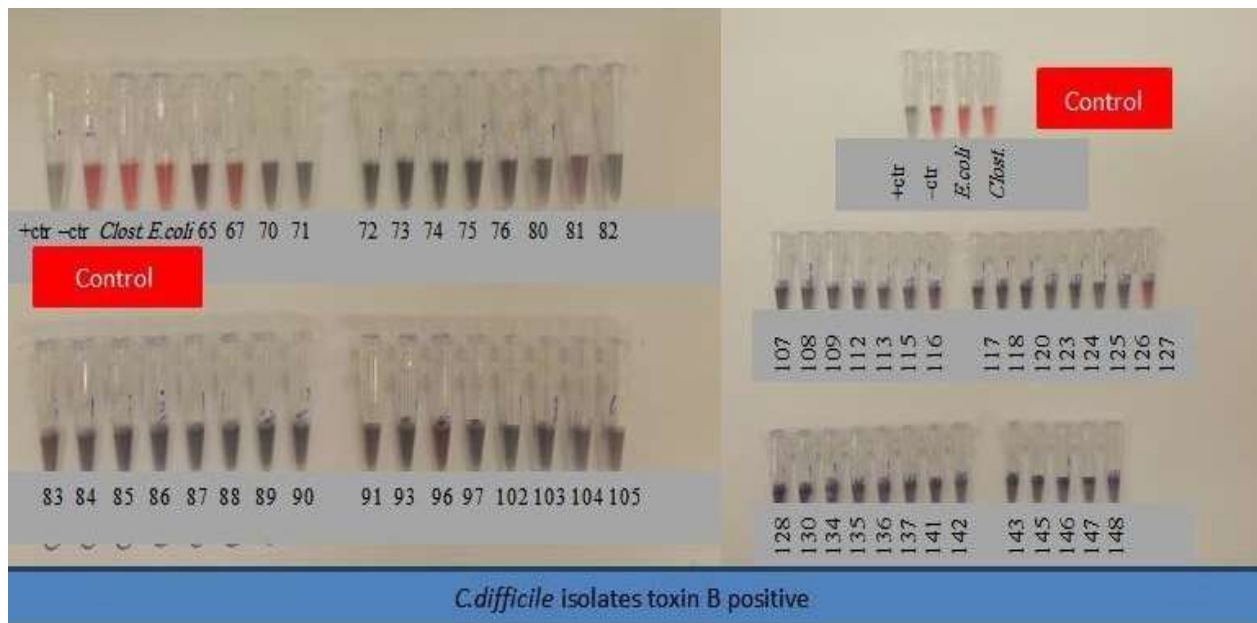 +ctr –ctr Clost E.coli 65 67 70 71
72 73 74 75 76 80 81 82
Control
83 84 85 86 87 88 89 90
91 93 96 97 102 103 104 105
Control
+ctr
–ctr
E.coli
Clost.
107 108 109 112 113 115 116
117 118 120 123 124 125 126 127
128 130 134 135 136 137 141 142
143 145 146 147 148
C.difficile isolates toxin B positive